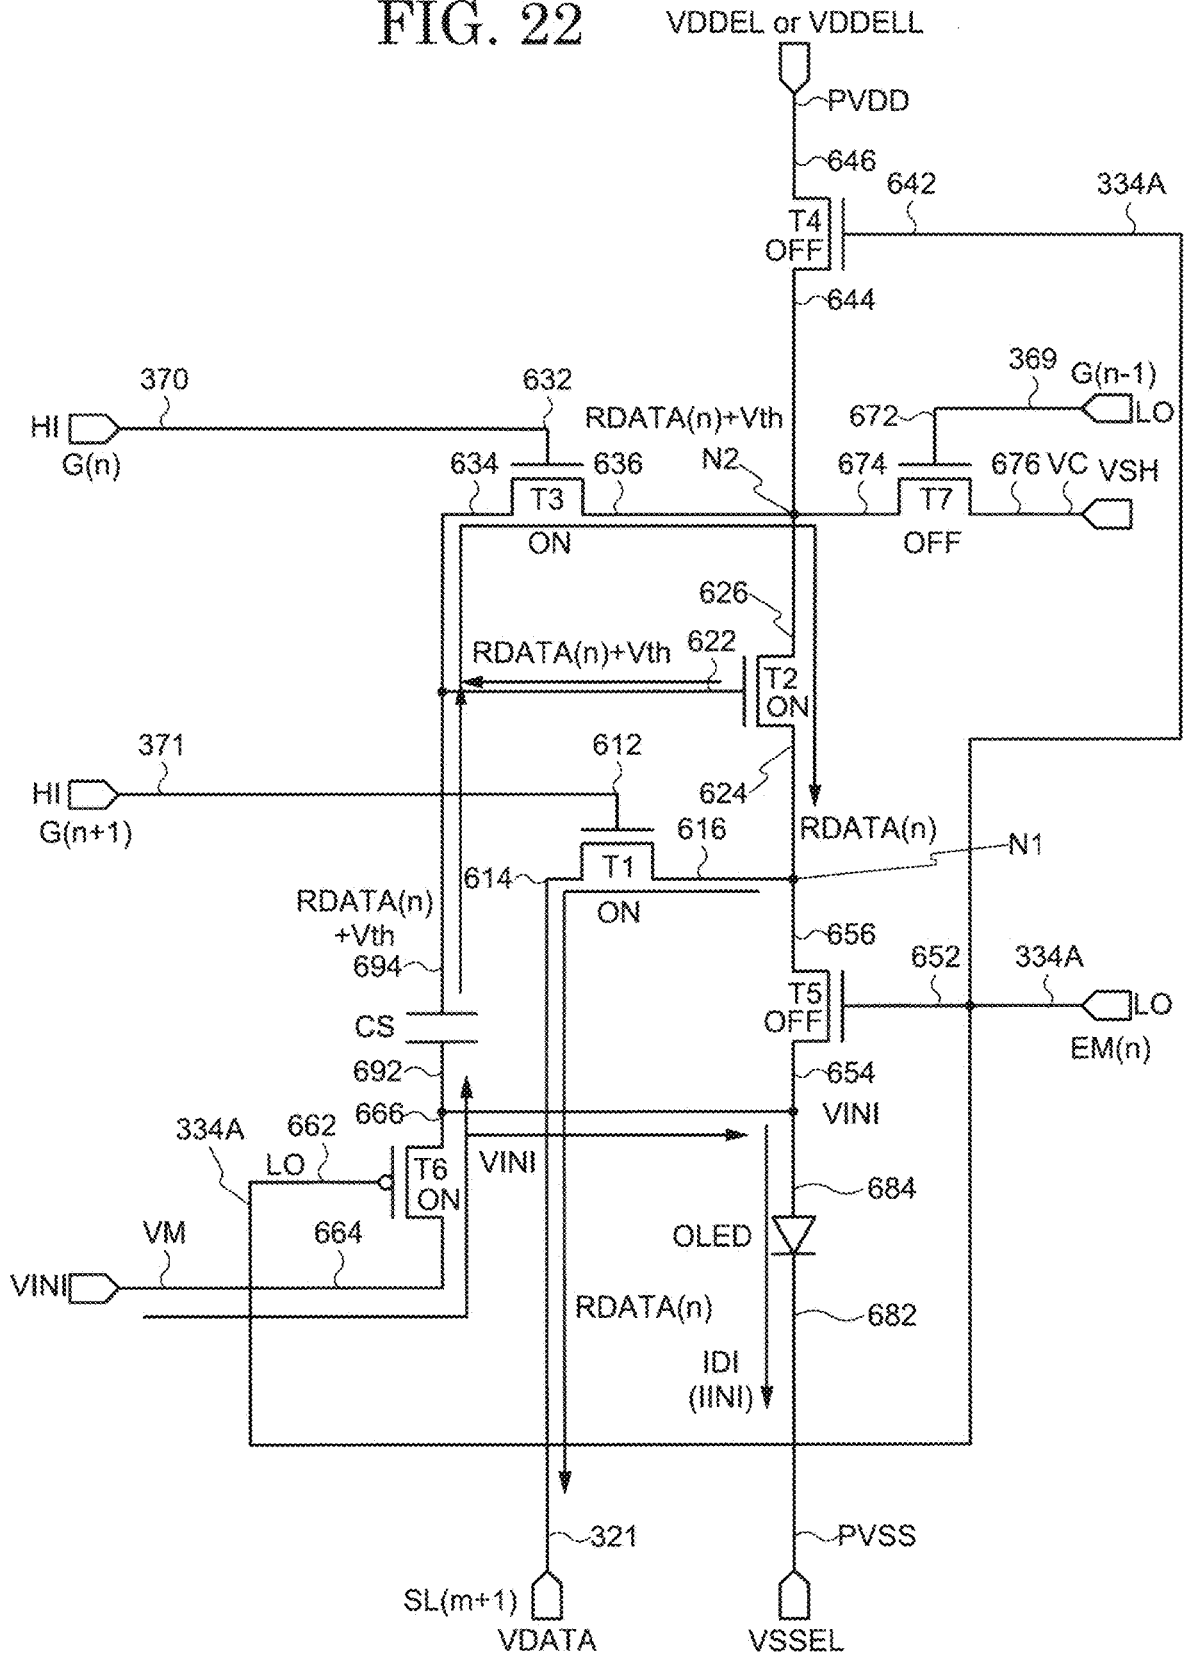 FIG. 22
VDDEL or VDDELL
PVDD
646
642
334A
T4
OFF
644
370
632
369
G(n-1)
HI
G(n)
RDATA(n)+Vth
672
LO
634
636
N2
674
676
VC
VSH
T3
T7
ON
OFF
626
RDATA(n)+Vth
622
T2
ON
371
612
624
HI
G(n+1)
616
RDATA(n)
N1
T1
614
ON
RDATA(n)
+Vth
656
694
652
334A
T5
OFF
LO
CS
EM(n)
692
654
666
VINI
334A
662
LO
T6
ON
VINI
684
VM
664
OLED
VINI
RDATA(n)
682
IDI
(IINI)
321
PVSS
SL(m+1)
VDATA
VSSEL